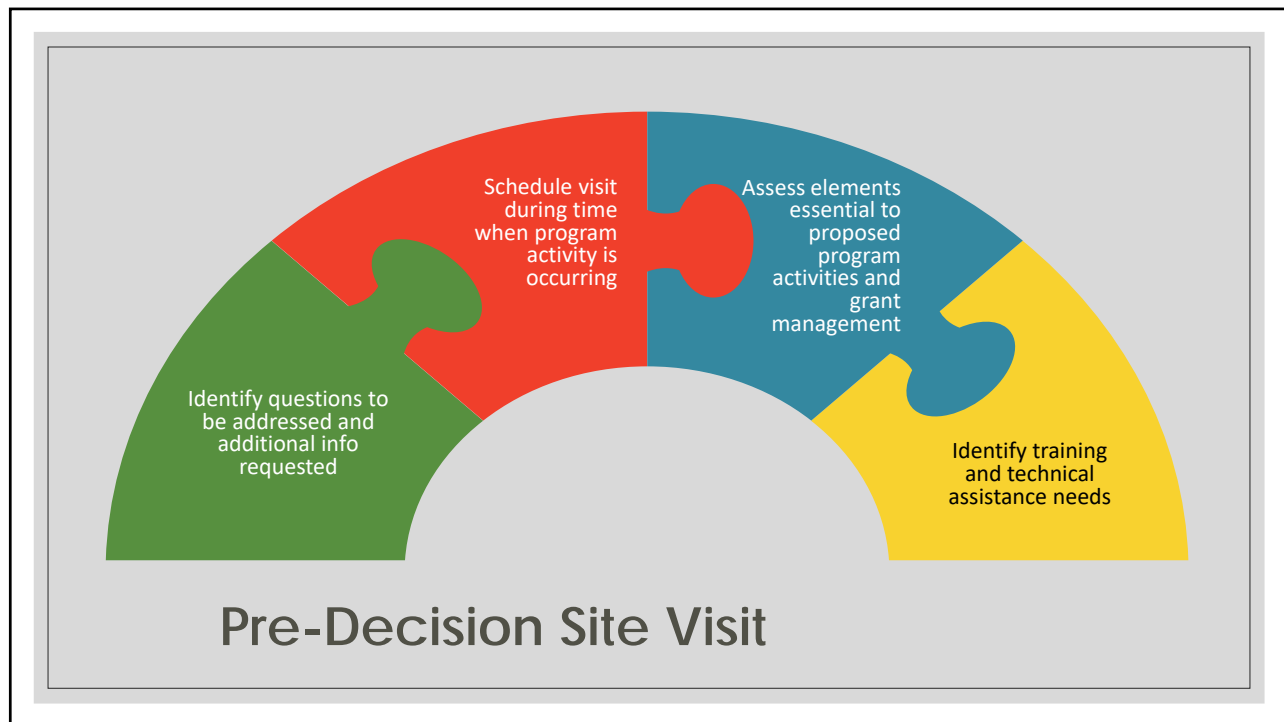 Identify questions to
be addressed and
additional info
requested
Schedule visit
during time
when program
activity is
occurring
Assess elements
essential to
proposed
program
activities and
grant
management
Identify training
and technical
assistance needs
Pre-Decision Site Visit